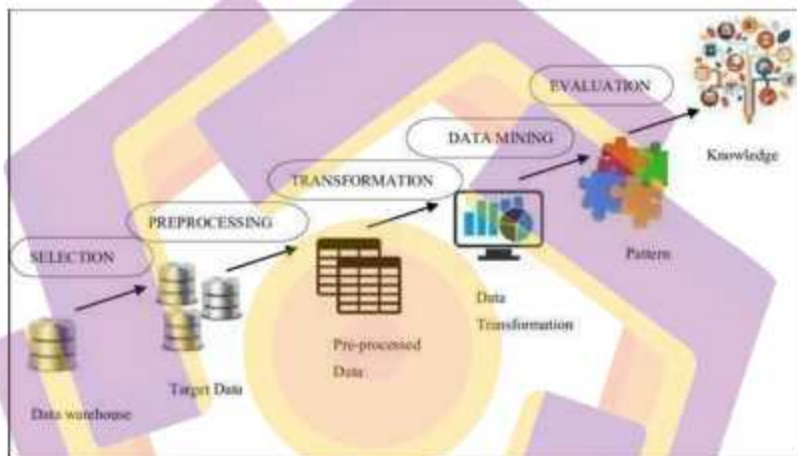 EVALUATION
Knowledge
DATA MINING
TRANSFORMATION
Pattern
PREPROCESSING
Data
Transformation
SELECTION
Pre-processed
Data
Target Data
Data warehouse